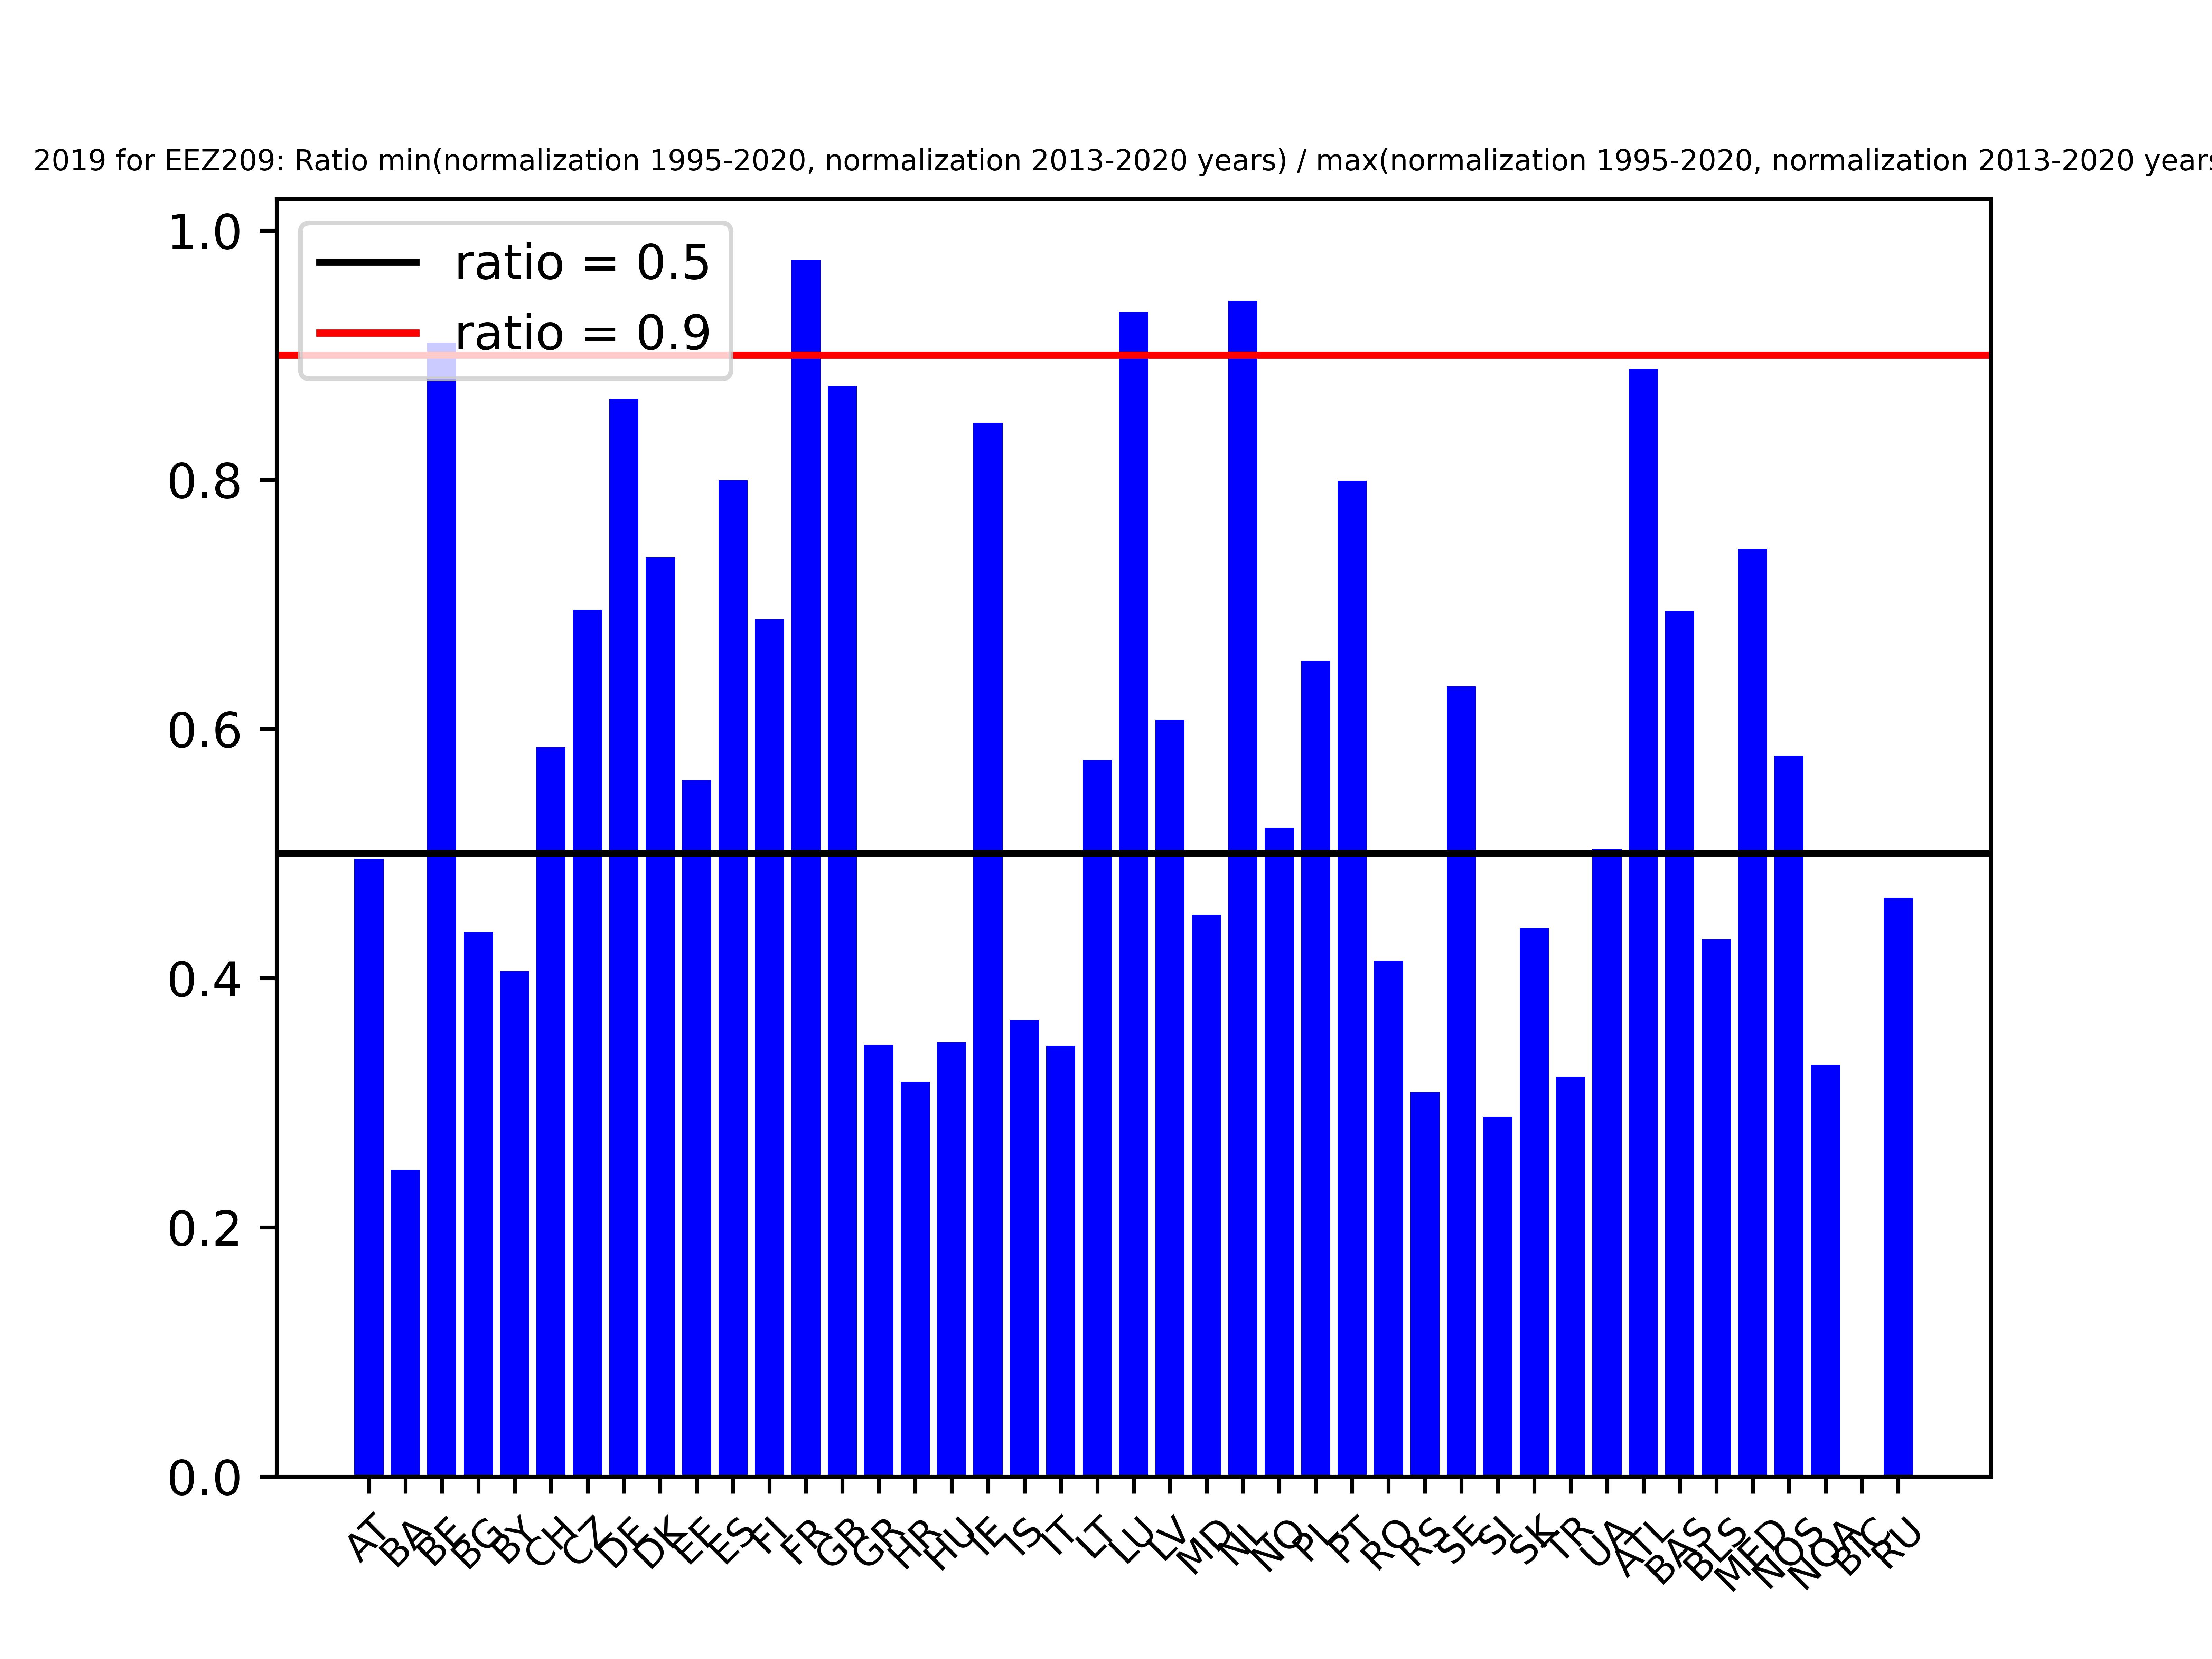 2019 for EEZ209: Ratio min(normalization 1995-2020, normalization 2013-2020 years) / max(normalization 1995-2020, normalization 2013-2020 years
ratio = 0.5
ratio = 0.9
1.0
0.8
0.6
0.4
0.2
0.0
AT BA BE BG BY CH CZ DE DK EE ES FI FR GB GR HR HU IE IS IT LT LU LV MD NL NO PL PT RO RS SE SI SK TR UA ATL BAS BLS MED NOS NOA BIC RU